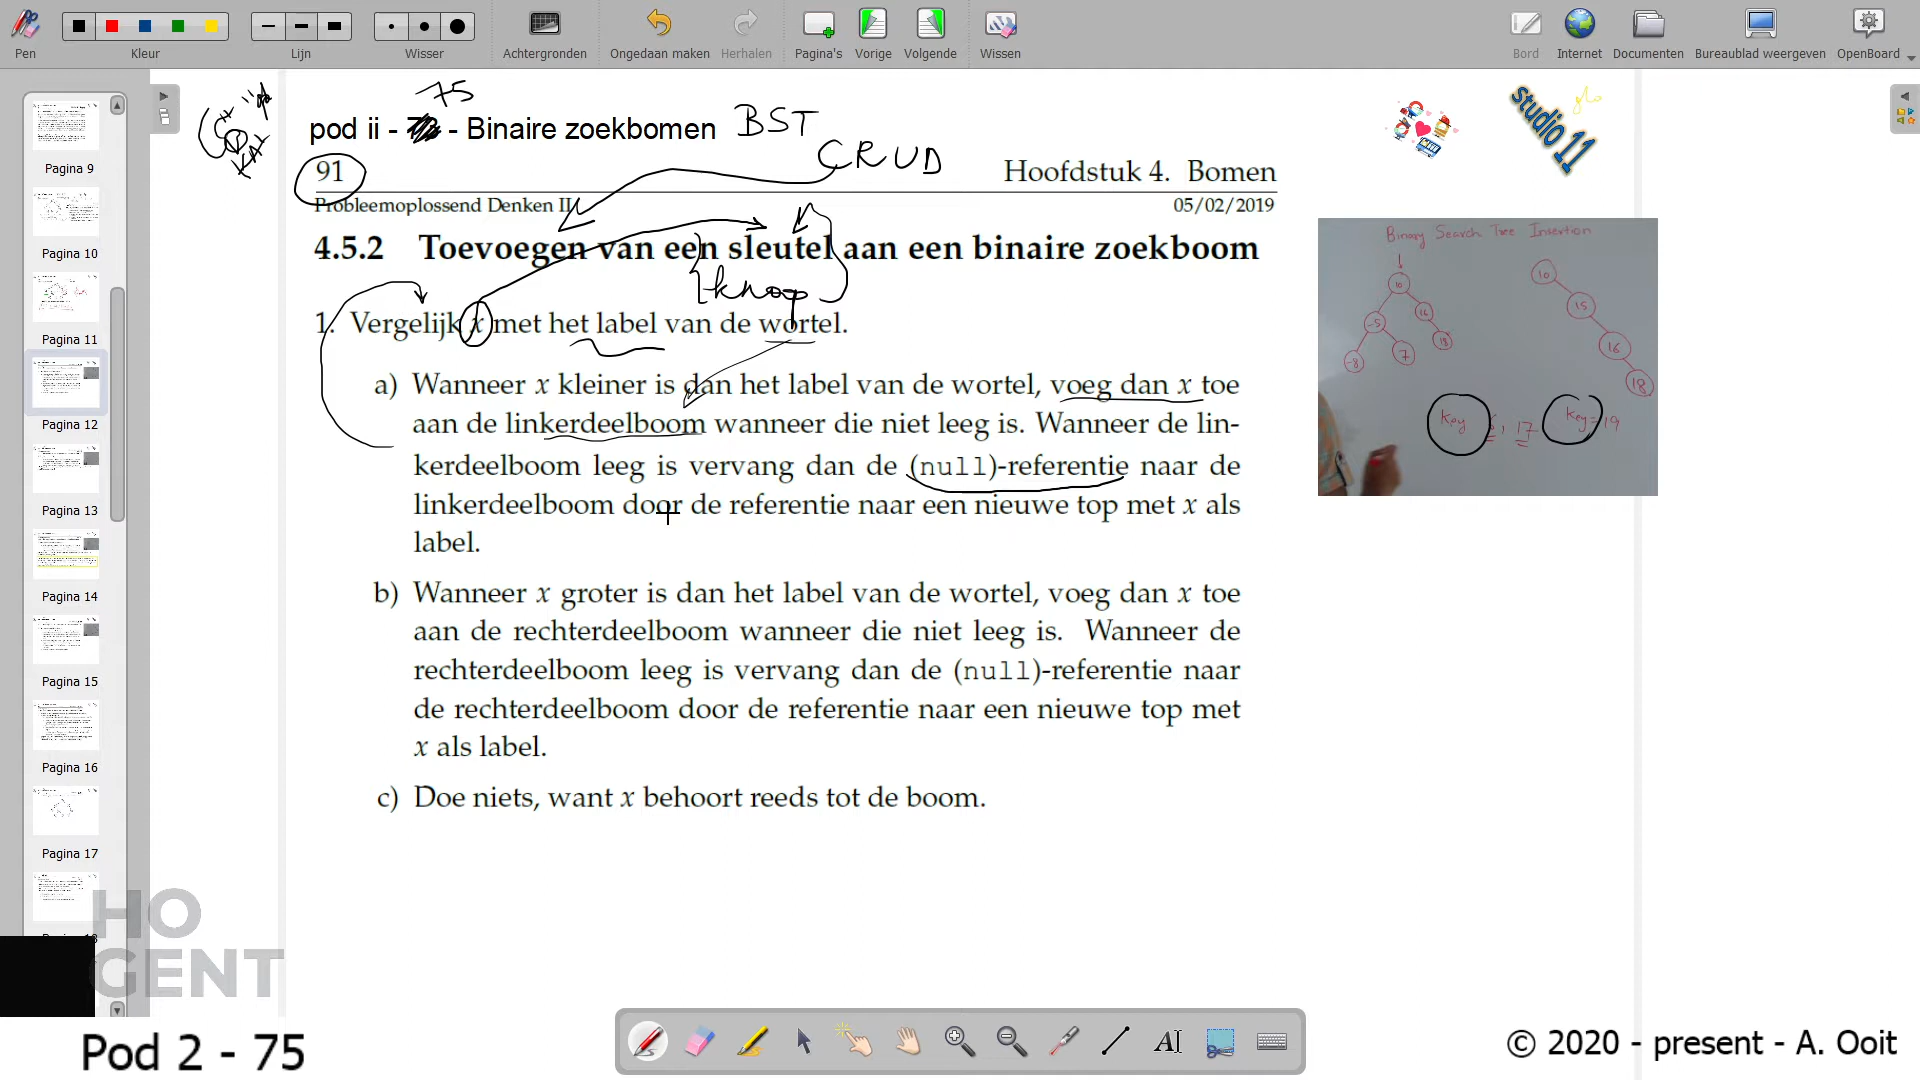 Pen
Kleur
Lijn
Wisser
Achtergronden
Ongedaan maken
Herhalen
Pagina's
Vorige
Volgende
Wissen
Bord
Internet
Documenten
Bureaublad weergeven
OpenBoard
75
pod ii - - Binaire zoekbomen BST
CRUD
91 Hoofdstuk 4. Bomen
Probleemoplossend Denken II 05/02/2019
4.5.2 Toevoegen van een sleutel aan een binaire zoekboom
knoop
1. Vergelijk x met het label van de wortel.
a) Wanneer x kleiner is dan het label van de wortel, voeg dan x toe
aan de linkerdeelboom wanneer die niet leeg is. Wanneer de lin-
kerdeelboom leeg is vervang dan de (null)-referentie naar de
linkerdeelboom door de referentie naar een nieuwe top met x als
label.
b) Wanneer x groter is dan het label van de wortel, voeg dan x toe
aan de rechterdeelboom wanneer die niet leeg is. Wanneer de
rechterdeelboom leeg is vervang dan de (null)-referentie naar
de rechterdeelboom door de referentie naar een nieuwe top met
x als label.
c) Doe niets, want x behoort reeds tot de boom.
studio 11
Binary Search Tree Insertion
10
-5
7
18
10
15
16
18
Key
, 17
Key = 19
Pagina 9
Pagina 10
Pagina 11
Pagina 12
Pagina 13
Pagina 14
Pagina 15
Pagina 16
Pagina 17
HO
GENT
Pod 2 - 75
© 2020 - present - A. Ooit